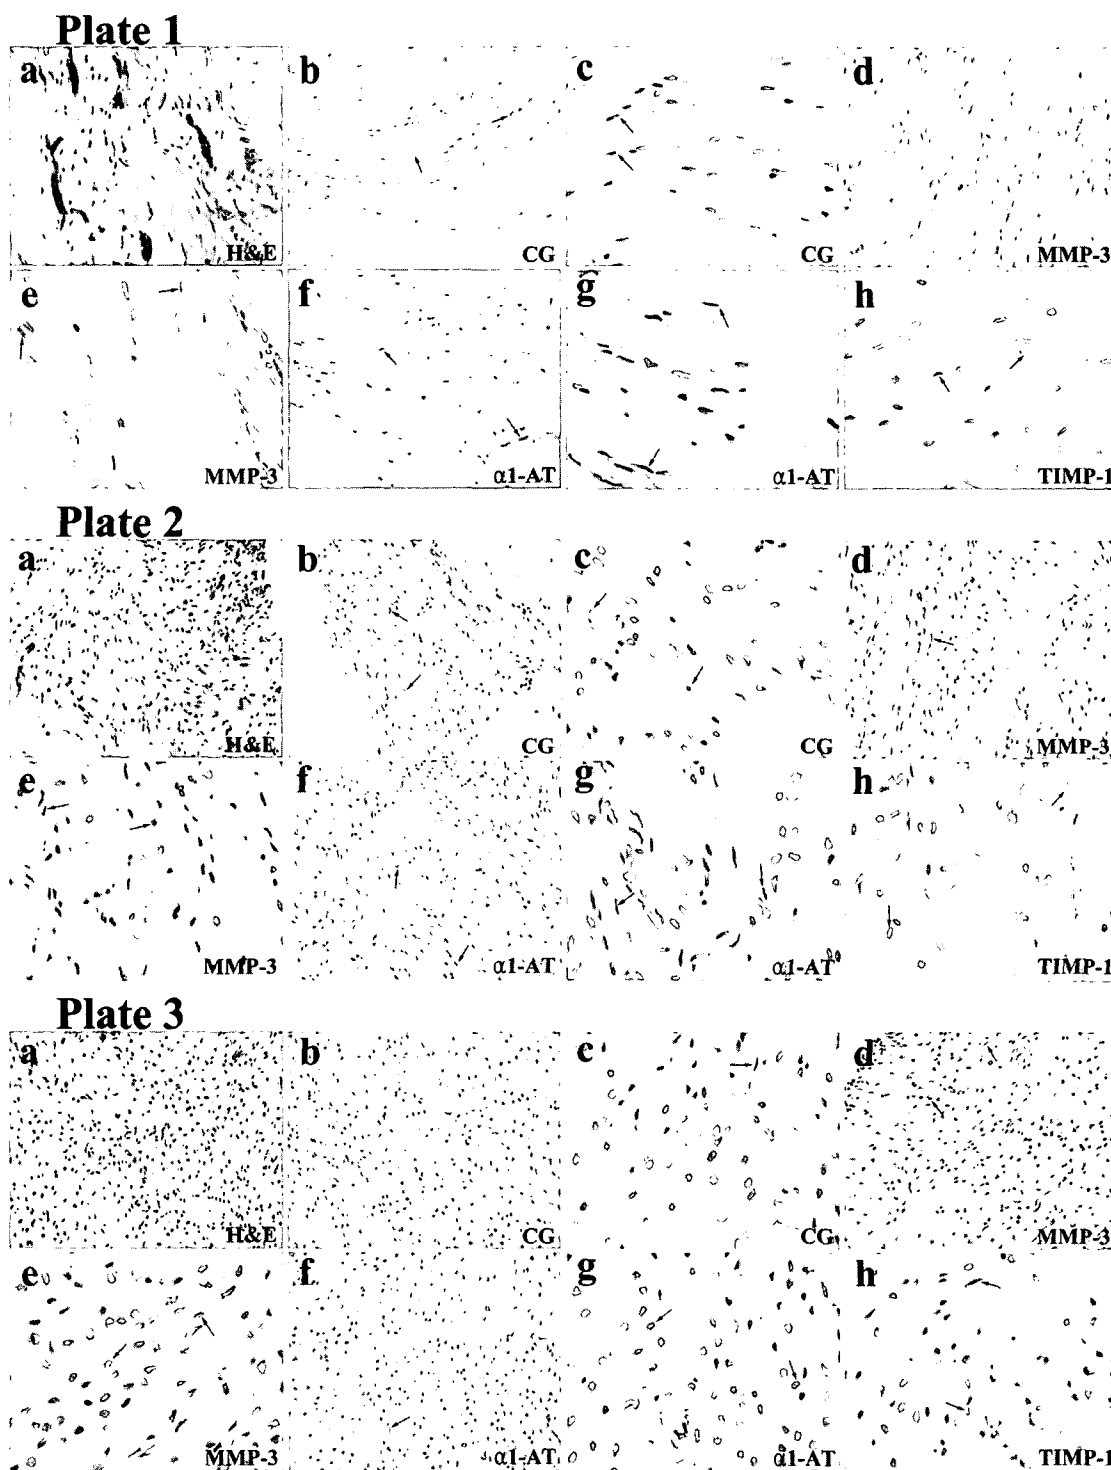 Plate 1
a b c d
H&E CG CG MMP-3
e f g h
MMP-3 α1-AT α1-AT TIMP-1
Plate 2
a b c d
H&E CG CG MMP-3
e f g h
MMP-3 α1-AT α1-AT TIMP-1
Plate 3
a b c d
H&E CG CG MMP-3
e f g h
MMP-3 α1-AT α1-AT TIMP-1